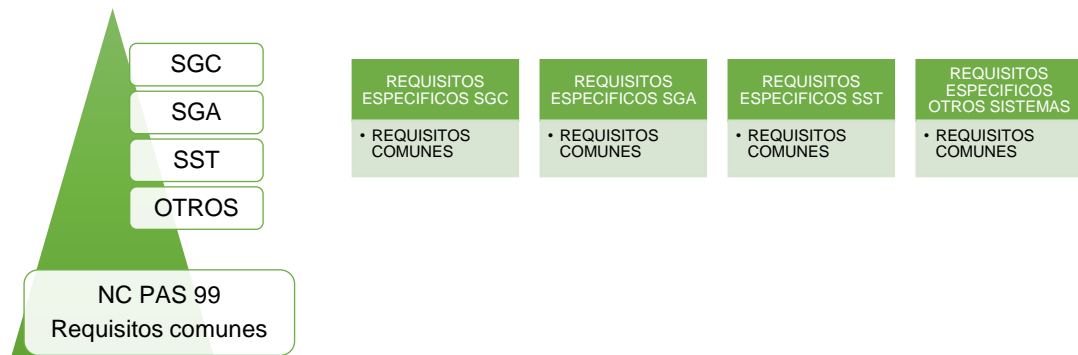 SGC
SGA
SST
OTROS
NC PAS 99
Requisitos comunes
REQUISITOS
ESPECIFICOS SGC
• REQUISITOS
COMUNES
REQUISITOS
ESPECIFICOS SGA
• REQUISITOS
COMUNES
REQUISITOS
ESPECIFICOS SST
• REQUISITOS
COMUNES
REQUISITOS
ESPECIFICOS
OTROS SISTEMAS
• REQUISITOS
COMUNES